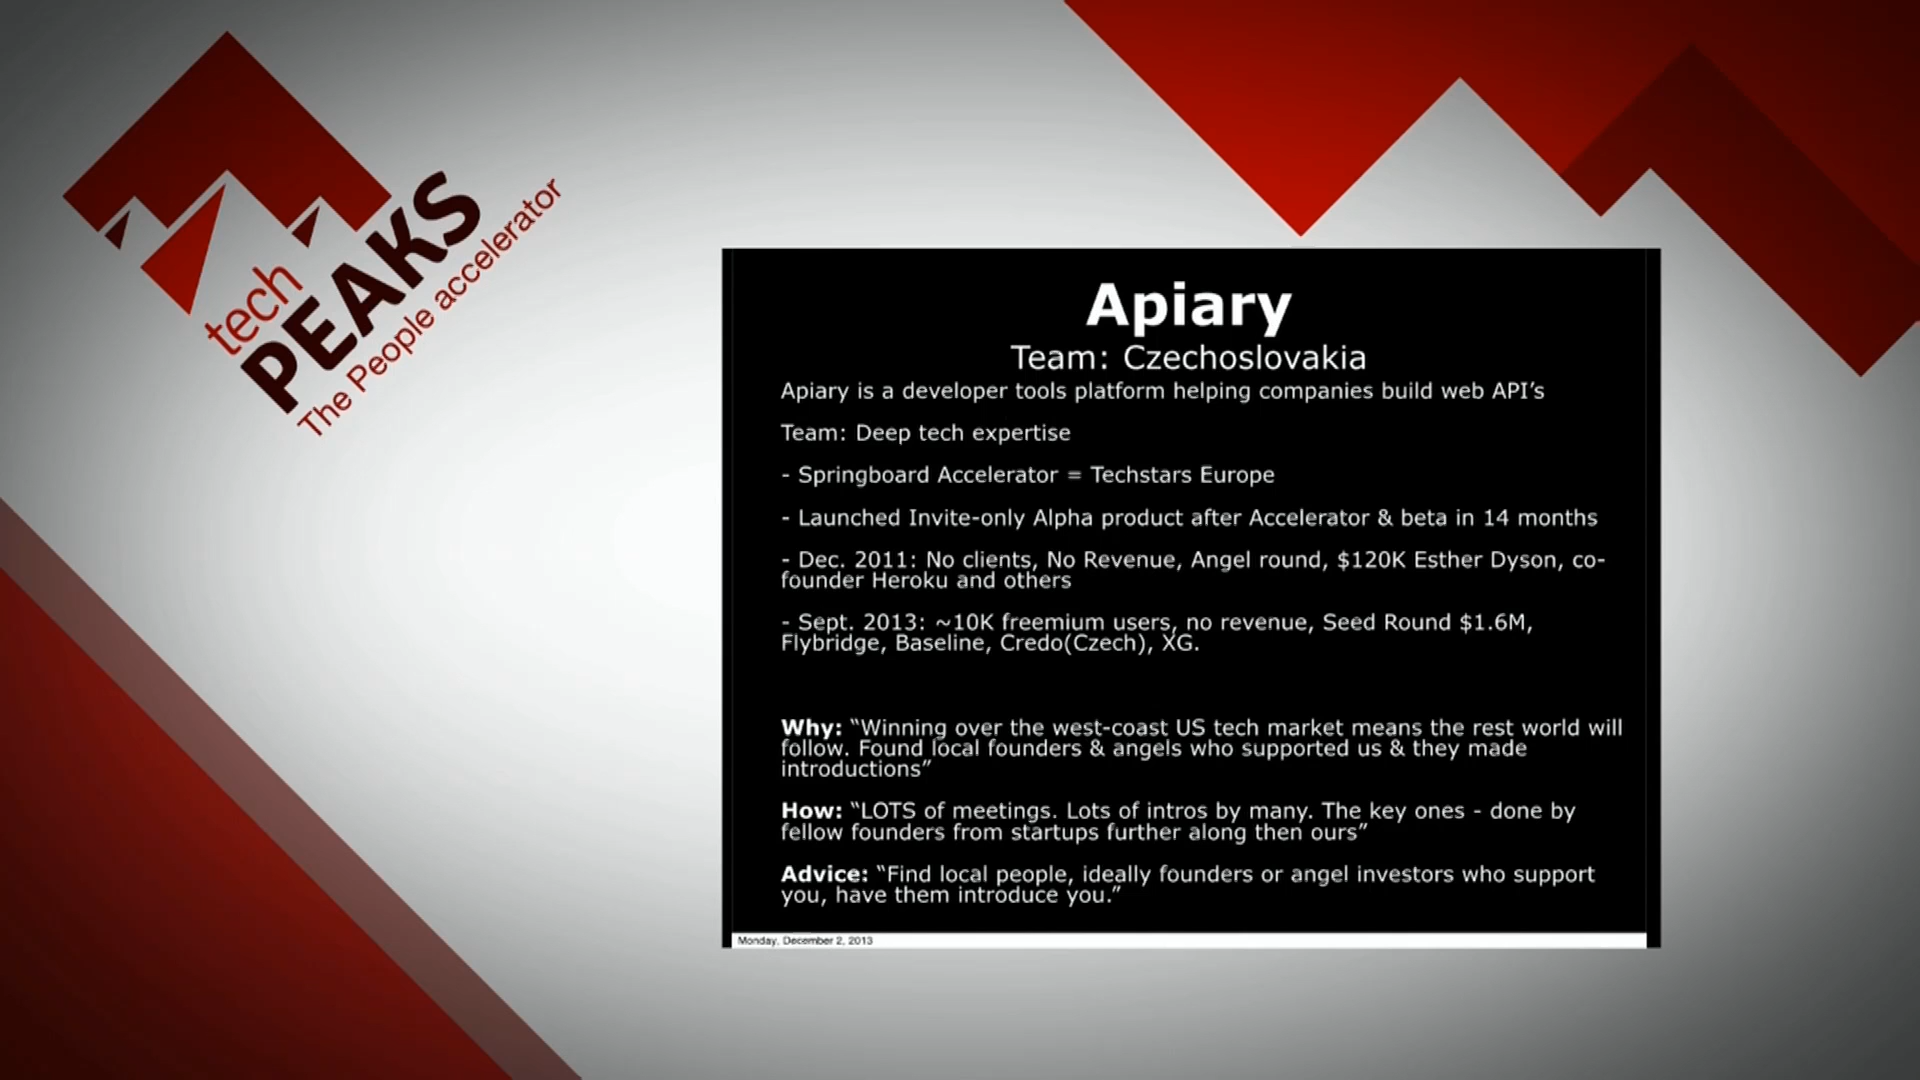 tech
PEAKS
The People accelerator
Apiary
Team: Czechoslovakia
Apiary is a developer tools platform helping companies build web API’s
Team: Deep tech expertise
- Springboard Accelerator = Techstars Europe
- Launched Invite-only Alpha product after Accelerator & beta in 14 months
- Dec. 2011: No clients, No Revenue, Angel round, $120K Esther Dyson, co-
founder Heroku and others
- Sept. 2013: ~10K freemium users, no revenue, Seed Round $1.6M,
Flybridge, Baseline, Credo(Czech), XG.
Why: “Winning over the west-coast US tech market means the rest world will
follow. Found local founders & angels who supported us & they made
introductions”
How: “LOTS of meetings. Lots of intros by many. The key ones - done by
fellow founders from startups further along then ours”
Advice: “Find local people, ideally founders or angel investors who support
you, have them introduce you.”
Monday, December 2, 2013